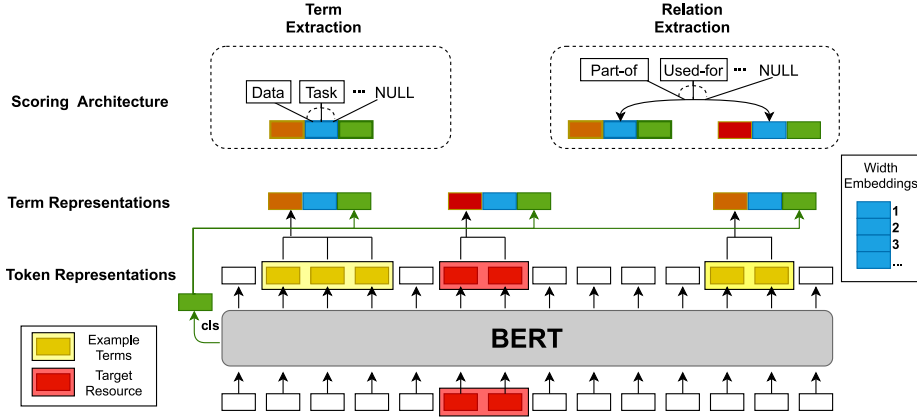 Term
Extraction
Relation
Extraction
Scoring Architecture
Data
Task
...
NULL
Part-of
Used-for
...
NULL
Term Representations
Width
Embeddings
1
2
3
...
Token Representations
cls
BERT
Example
Terms
Target
Resource